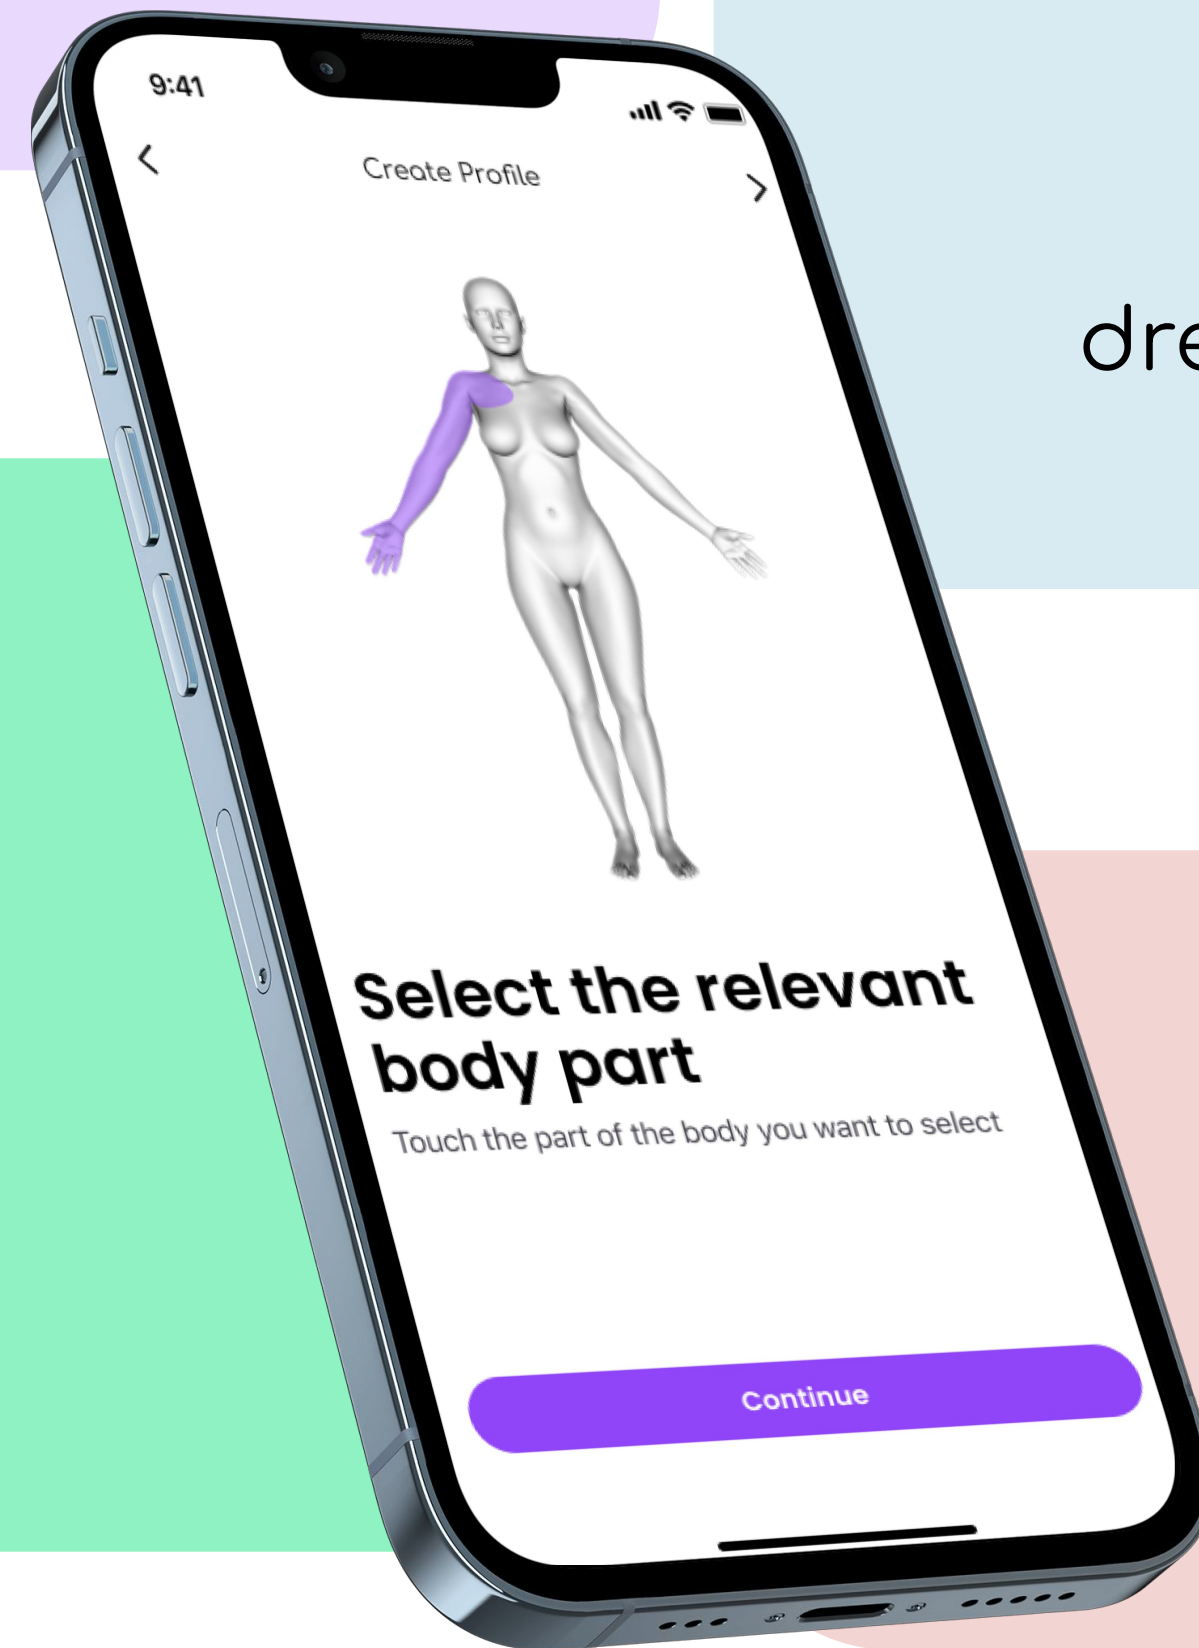 9:41
Create Profile
dre
Select the relevant
body part
Touch the part of the body you want to select
Continue